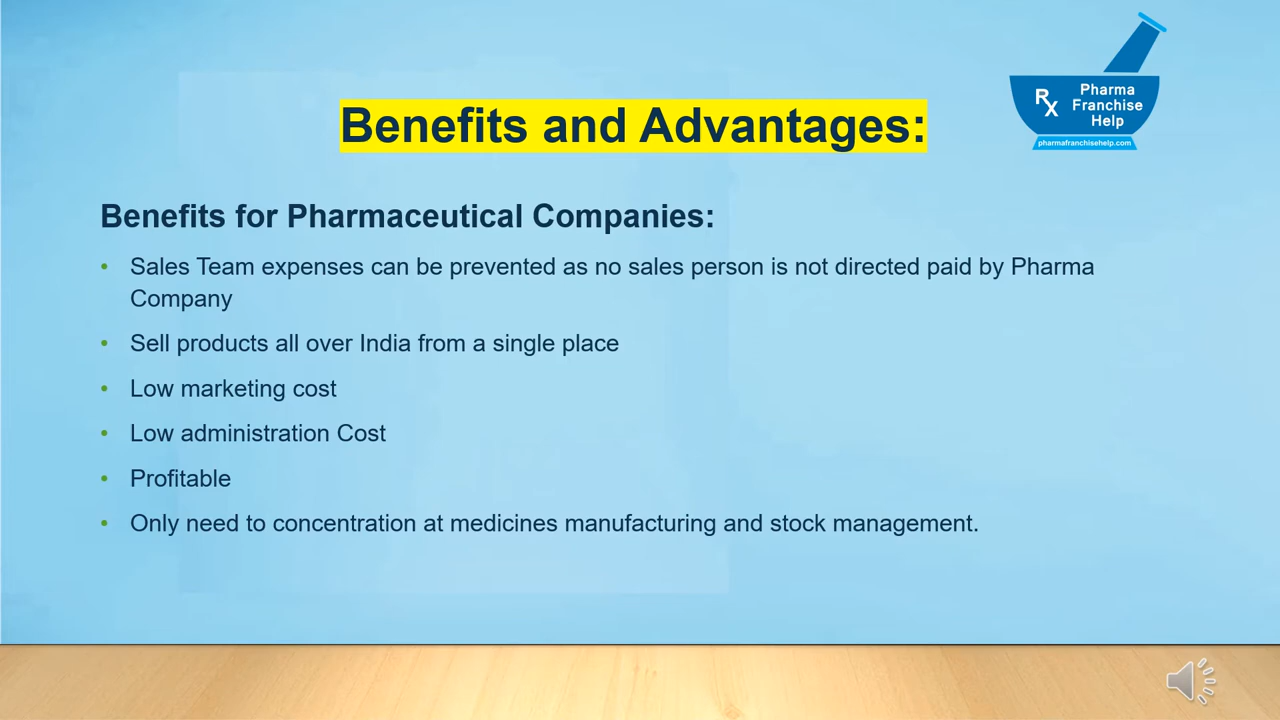 Benefits and Advantages:
Rx
Pharma
Franchise
Help
pharmafranchisehelp.com
Benefits for Pharmaceutical Companies:
• Sales Team expenses can be prevented as no sales person is not directed paid by Pharma
Company
• Sell products all over India from a single place
• Low marketing cost
• Low administration Cost
• Profitable
• Only need to concentration at medicines manufacturing and stock management.